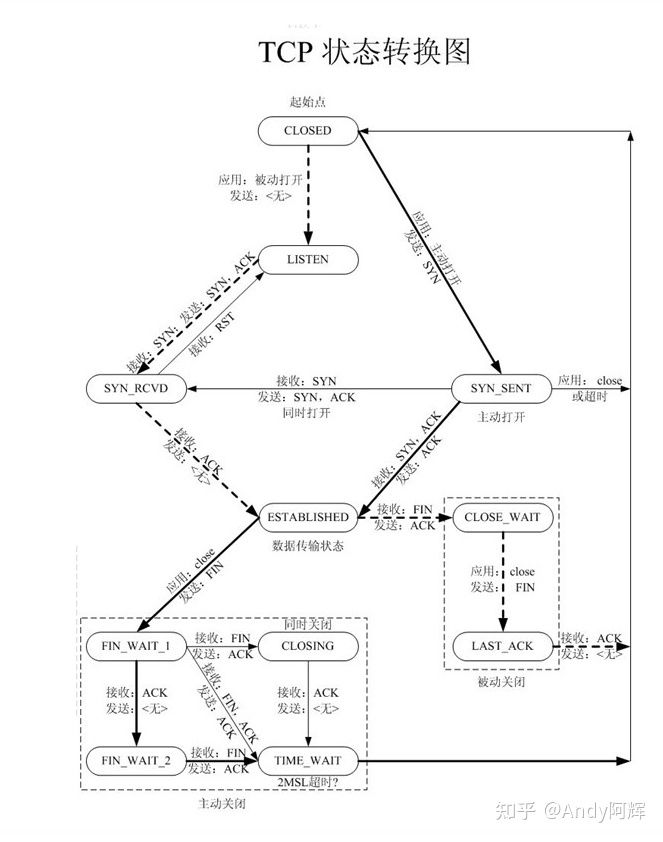 TCP 状态转换图
起始点
CLOSED
应用：被动打开
发送：<无>
应用：主动打开
发送：SYN
LISTEN
接收：SYN；发送：SYN，ACK
接收：RST
SYN_RCVD
接收：SYN
发送：SYN，ACK
同时打开
SYN_SENT
主动打开
应用：close
或超时
接收：ACK
发送：<无>
接收：SYN，ACK
发送：ACK
ESTABLISHED
数据传输状态
接收：FIN
发送：ACK
CLOSE_WAIT
应用：close
发送：FIN
应用：close
发送：FIN
LAST_ACK
接收：ACK
发送：<无>
被动关闭
同时关闭
FIN_WAIT_1
接收：FIN
发送：ACK
CLOSING
接收：ACK
发送：<无>
接收：FIN，ACK
发送：ACK
接收：ACK
发送：<无>
FIN_WAIT_2
接收：FIN
发送：ACK
TIME_WAIT
2MSL超时?
主动关闭
知乎 @Andy阿辉